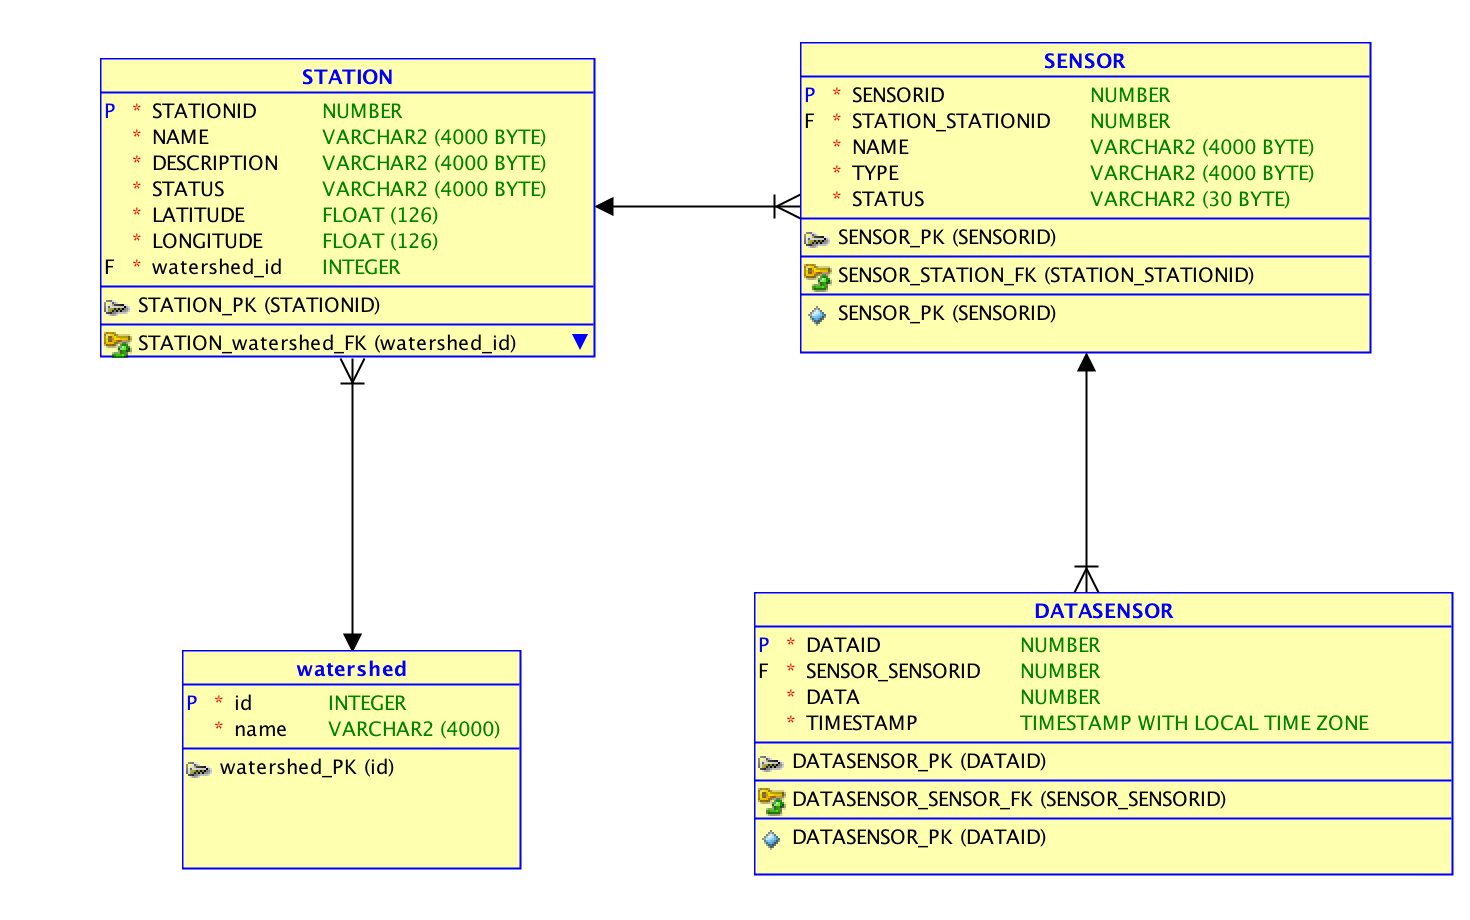 STATION
P * STATIONID NUMBER
* NAME VARCHAR2 (4000 BYTE)
* DESCRIPTION VARCHAR2 (4000 BYTE)
* STATUS VARCHAR2 (4000 BYTE)
* LATITUDE FLOAT (126)
* LONGITUDE FLOAT (126)
F * watershed_id INTEGER
STATION_PK (STATIONID)
STATION_watershed_FK (watershed_id)
SENSOR
P * SENSORID NUMBER
F * STATION_STATIONID NUMBER
* NAME VARCHAR2 (4000 BYTE)
* TYPE VARCHAR2 (4000 BYTE)
* STATUS VARCHAR2 (30 BYTE)
SENSOR_PK (SENSORID)
SENSOR_STATION_FK (STATION_STATIONID)
SENSOR_PK (SENSORID)
watershed
P * id INTEGER
* name VARCHAR2 (4000)
watershed_PK (id)
DATASENSOR
P * DATAID NUMBER
F * SENSOR_SENSORID NUMBER
* DATA NUMBER
* TIMESTAMP TIMESTAMP WITH LOCAL TIME ZONE
DATASENSOR_PK (DATAID)
DATASENSOR_SENSOR_FK (SENSOR_SENSORID)
DATASENSOR_PK (DATAID)